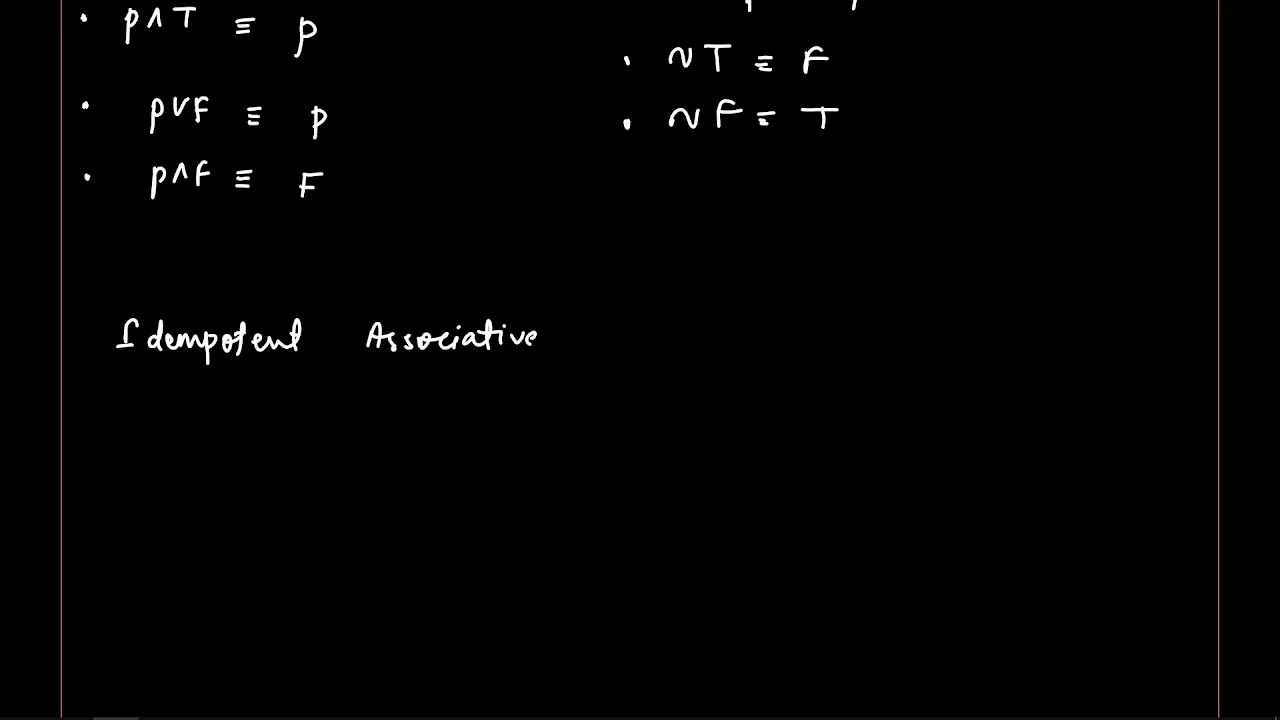 • p ∧ T ≡ p
• p ∨ F ≡ p
• p ∧ F ≡ F
• ~ T ≡ F
• ~ F ≡ T
Idempotent Associative